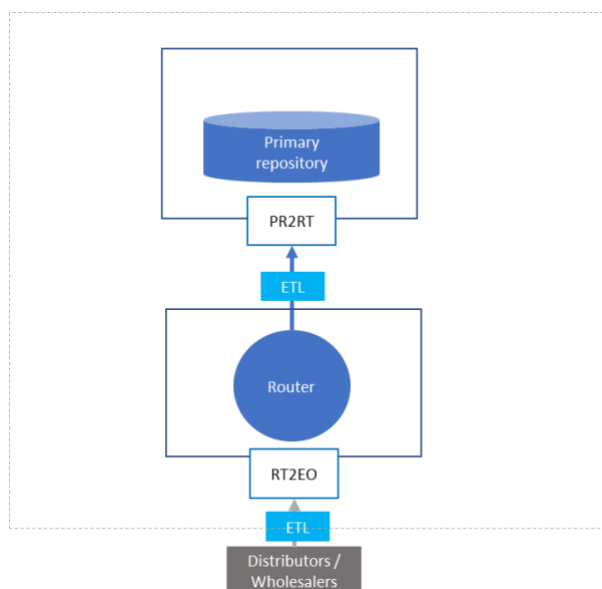 Primary
repository
PR2RT
ETL
Router
RT2EO
ETL
Distributors /
Wholesalers